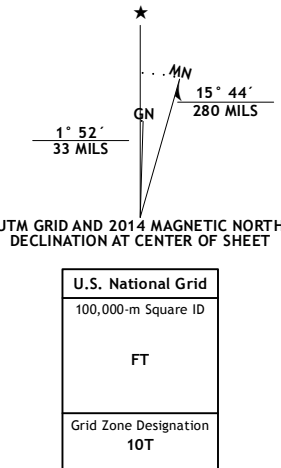 ★
MN
15° 44´
280 MILS
GN
1° 52´
33 MILS
UTM GRID AND 2014 MAGNETIC NORTH
DECLINATION AT CENTER OF SHEET
U.S. National Grid
100,000-m Square ID
FT
Grid Zone Designation
10T